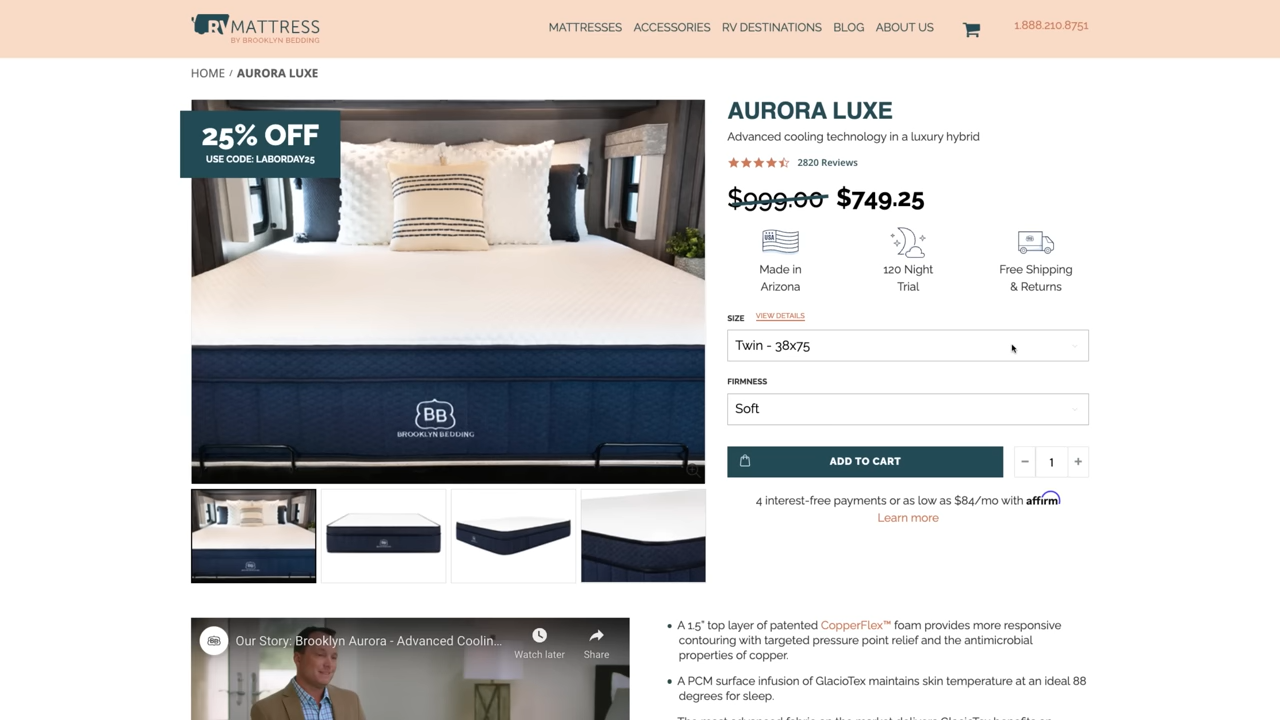 RV MATTRESS
BY BROOKLYN BEDDING
MATTRESSES ACCESSORIES RV DESTINATIONS BLOG ABOUT US
1.888.210.8751
HOME / AURORA LUXE
25% OFF
USE CODE: LABORDAY25
BB
BROOKLYN BEDDING
AURORA LUXE
Advanced cooling technology in a luxury hybrid
2820 Reviews
$999.00 $749.25
USA
Made in
Arizona
120 Night
Trial
BB
Free Shipping
& Returns
SIZE VIEW DETAILS
Twin - 38x75
FIRMNESS
Soft
ADD TO CART
− 1 +
4 interest-free payments or as low as $84/mo with affirm
Learn more
BB
Our Story: Brooklyn Aurora - Advanced Coolin...
Watch later
Share
• A 1.5” top layer of patented CopperFlex™ foam provides more responsive
contouring with targeted pressure point relief and the antimicrobial
properties of copper.
• A PCM surface infusion of GlacioTex maintains skin temperature at an ideal 88
degrees for sleep.